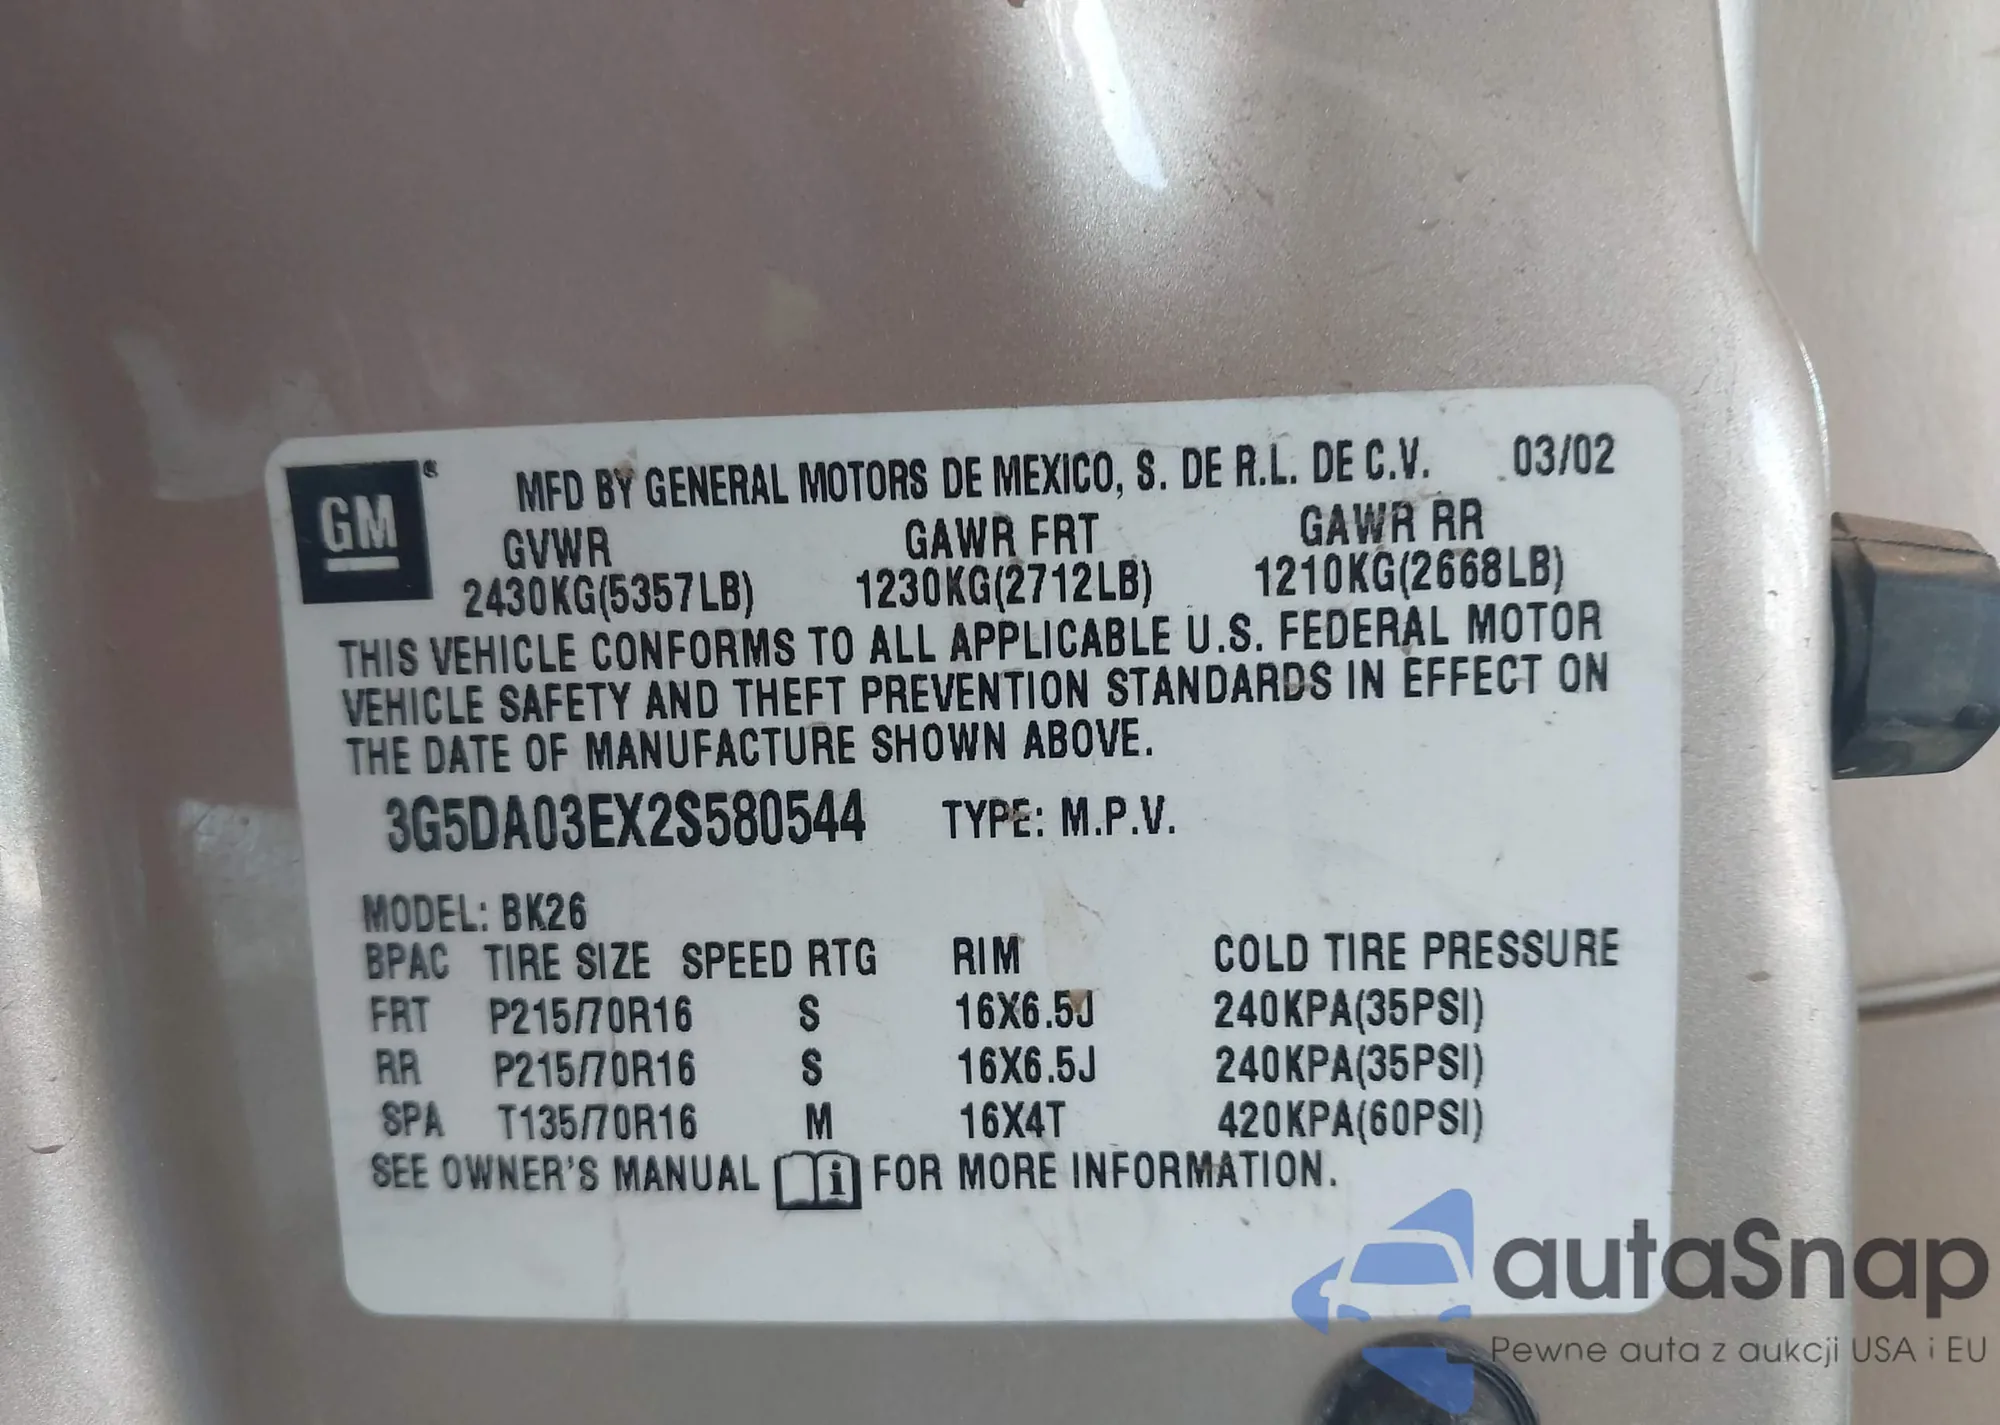 GM®
MFD BY GENERAL MOTORS DE MEXICO, S. DE R.L. DE C.V. 03/02
GVWR GAWR FRT GAWR RR
2430KG(5357LB) 1230KG(2712LB) 1210KG(2668LB)
THIS VEHICLE CONFORMS TO ALL APPLICABLE U.S. FEDERAL MOTOR
VEHICLE SAFETY AND THEFT PREVENTION STANDARDS IN EFFECT ON
THE DATE OF MANUFACTURE SHOWN ABOVE.
3G5DA03EX2S580544 TYPE: M.P.V.
MODEL: BK26
BPAC TIRE SIZE SPEED RTG RIM COLD TIRE PRESSURE
FRT P215/70R16 S 16X6.5J 240KPA(35PSI)
RR P215/70R16 S 16X6.5J 240KPA(35PSI)
SPA T135/70R16 M 16X4T 420KPA(60PSI)
SEE OWNER'S MANUAL i FOR MORE INFORMATION.
autaSnap
Pewne auta z aukcji USA i EU